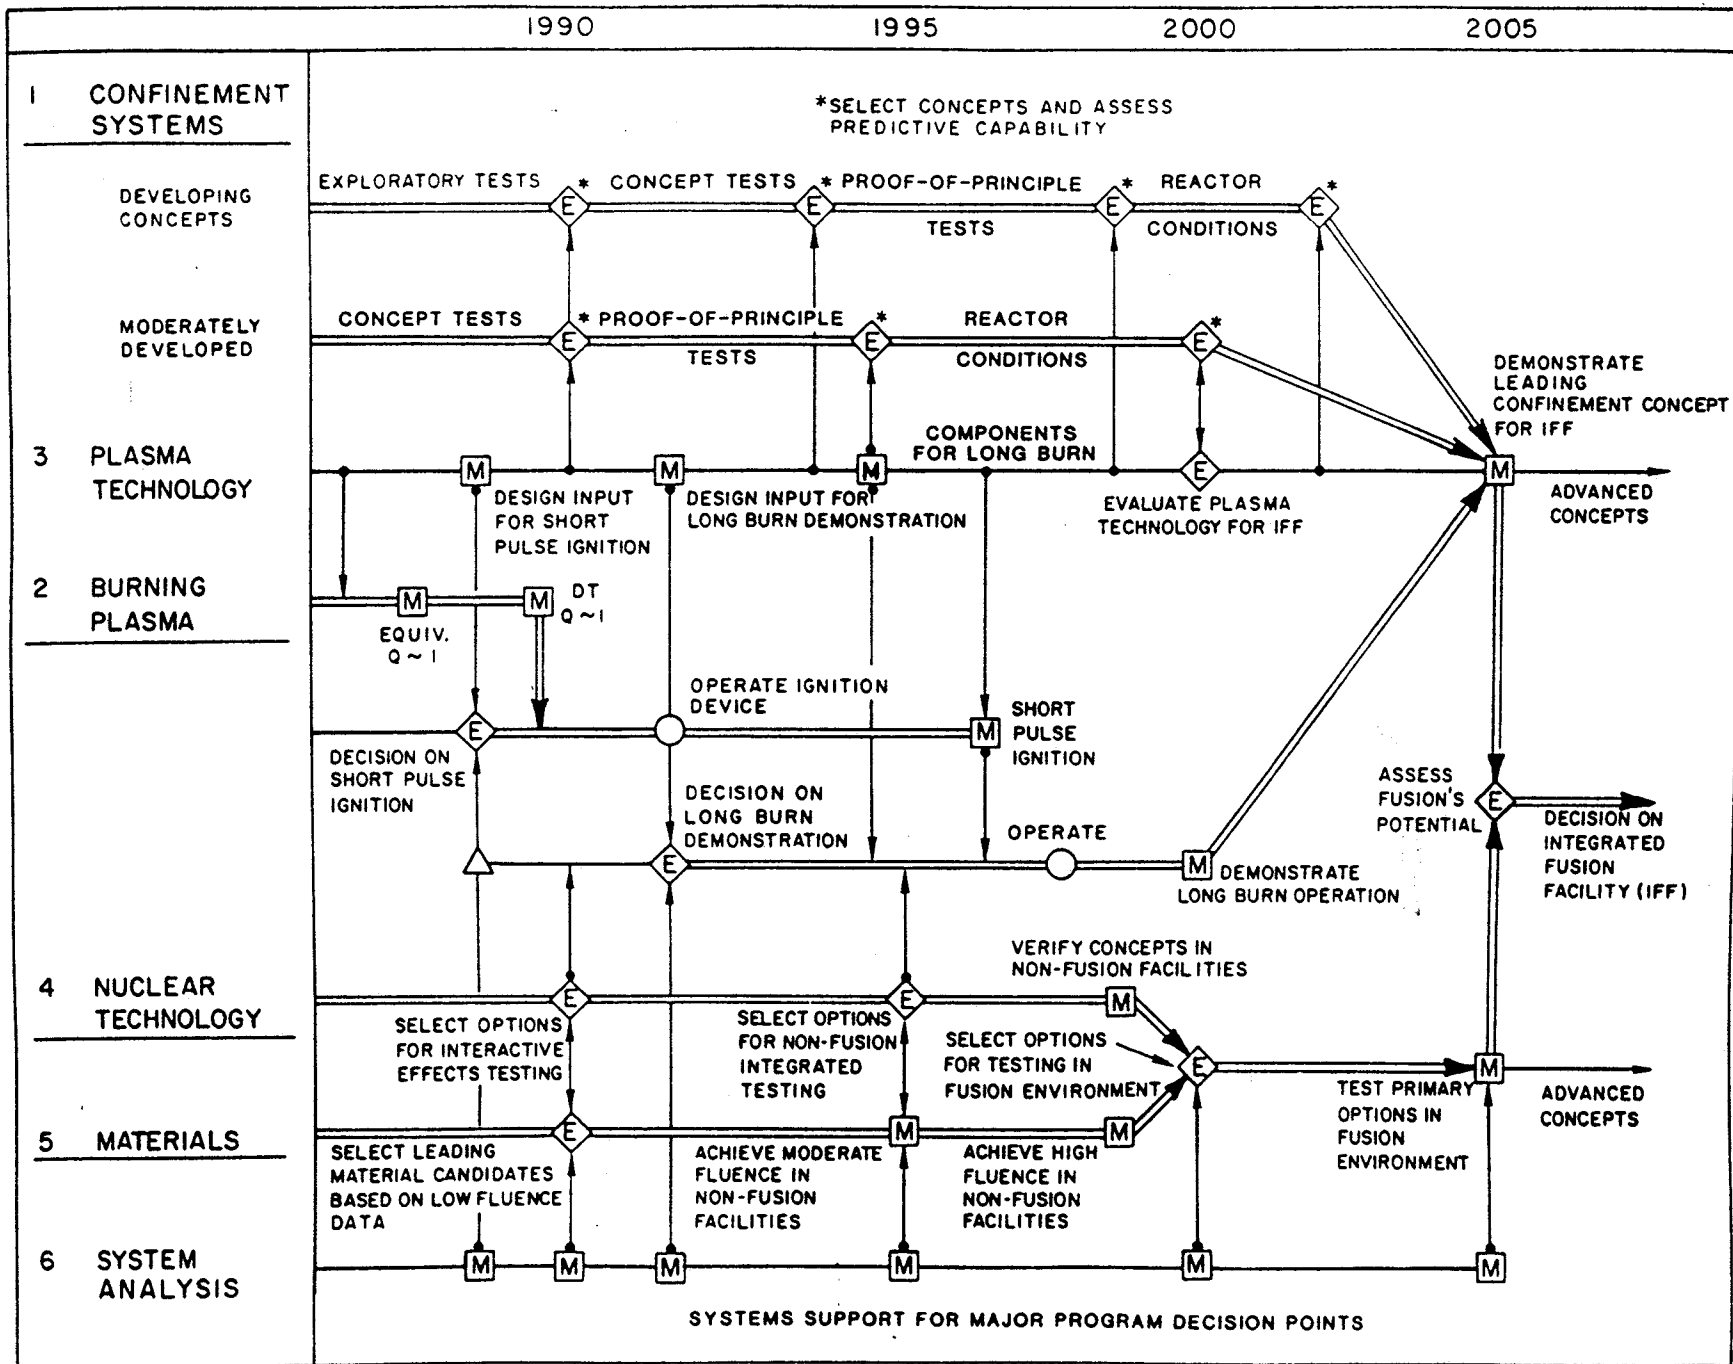 1990 1995 2000 2005
1 CONFINEMENT
SYSTEMS
*SELECT CONCEPTS AND ASSESS
PREDICTIVE CAPABILITY
DEVELOPING
CONCEPTS
EXPLORATORY TESTS E* CONCEPT TESTS E* PROOF-OF-PRINCIPLE E* REACTOR E*
TESTS CONDITIONS
MODERATELY
DEVELOPED
CONCEPT TESTS E* PROOF-OF-PRINCIPLE E* REACTOR E*
TESTS CONDITIONS
DEMONSTRATE
LEADING
CONFINEMENT CONCEPT
FOR IFF
3 PLASMA
TECHNOLOGY
M M M E M
COMPONENTS
FOR LONG BURN
DESIGN INPUT
FOR SHORT
PULSE IGNITION
DESIGN INPUT FOR
LONG BURN DEMONSTRATION
EVALUATE PLASMA
TECHNOLOGY FOR IFF
ADVANCED
CONCEPTS
2 BURNING
PLASMA
M M
DT
Q ~ 1
EQUIV.
Q ~ 1
OPERATE IGNITION
DEVICE
E M
SHORT
PULSE
IGNITION
DECISION ON
SHORT PULSE
IGNITION
DECISION ON
LONG BURN
DEMONSTRATION
OPERATE
E M
DEMONSTRATE
LONG BURN OPERATION
ASSESS
FUSION'S
POTENTIAL
E
DECISION ON
INTEGRATED
FUSION
FACILITY (IFF)
4 NUCLEAR
TECHNOLOGY
E E M
VERIFY CONCEPTS IN
NON-FUSION FACILITIES
SELECT OPTIONS
FOR INTERACTIVE
EFFECTS TESTING
SELECT OPTIONS
FOR NON-FUSION
INTEGRATED
TESTING
SELECT OPTIONS
FOR TESTING IN
FUSION ENVIRONMENT
E M
TEST PRIMARY
OPTIONS IN
FUSION
ENVIRONMENT
ADVANCED
CONCEPTS
5 MATERIALS
E M M
SELECT LEADING
MATERIAL CANDIDATES
BASED ON LOW FLUENCE
DATA
ACHIEVE MODERATE
FLUENCE IN
NON-FUSION
FACILITIES
ACHIEVE HIGH
FLUENCE IN
NON-FUSION
FACILITIES
6 SYSTEM
ANALYSIS
M M M M M M
SYSTEMS SUPPORT FOR MAJOR PROGRAM DECISION POINTS